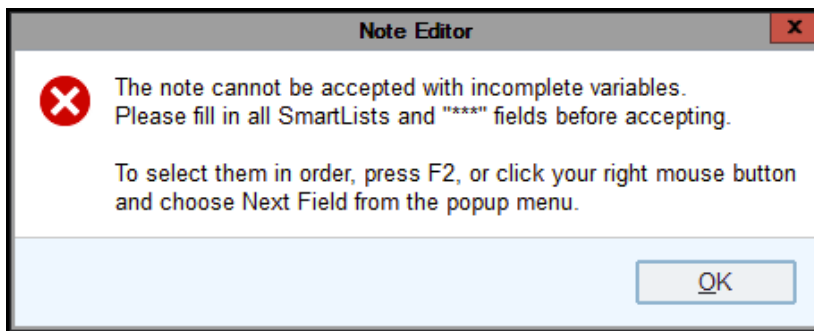 Note Editor
x
The note cannot be accepted with incomplete variables.
Please fill in all SmartLists and "***" fields before accepting.
To select them in order, press F2, or click your right mouse button
and choose Next Field from the popup menu.
OK